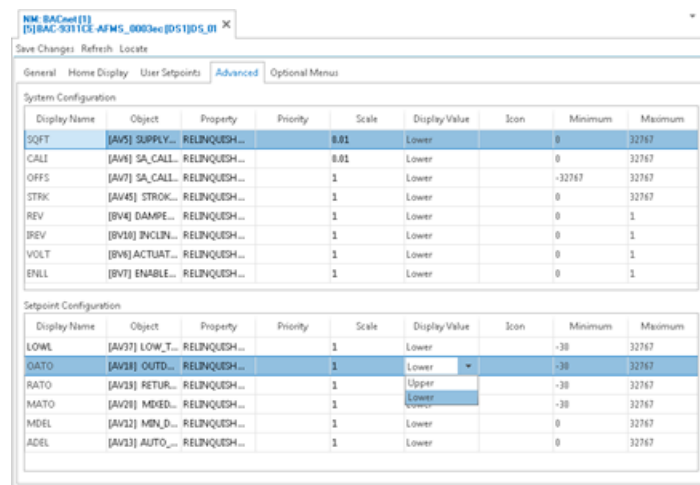 NM: BACnet [1]
[5] BAC-9311CE-AFMS_0003ec [DS1]DS_01
Save Changes Refresh Locate
General Home Display User Setpoints Advanced Optional Menus
System Configuration
Display Name Object Property Priority Scale Display Value Icon Minimum Maximum
SQFT [AV5] SUPPLY... RELINQUISH... 0.01 Lower 0 32767
CALI [AV6] SA_CALI... RELINQUISH... 0.01 Lower 0 32767
OFFS [AV7] SA_CALI... RELINQUISH... 1 Lower -32767 32767
STRK [AV45] STROK... RELINQUISH... 1 Lower 0 32767
REV [BV4] DAMPE... RELINQUISH... 1 Lower 0 1
IREV [BV10] INCLIN... RELINQUISH... 1 Lower 0 1
VOLT [BV6] ACTUAT... RELINQUISH... 1 Lower 0 1
ENLL [BV7] ENABLE... RELINQUISH... 1 Lower 0 1
Setpoint Configuration
Display Name Object Property Priority Scale Display Value Icon Minimum Maximum
LOWL [AV37] LOW_T... RELINQUISH... 1 Lower -30 32767
OATO [AV18] OUTD... RELINQUISH... 1 Lower -30 32767
RATO [AV19] RETUR... RELINQUISH... 1 Upper -30 32767
MATO [AV20] MIXED... RELINQUISH... 1 Lower -30 32767
MDEL [AV12] MIN_D... RELINQUISH... 1 Lower 0 32767
ADEL [AV13] AUTO_... RELINQUISH... 1 Lower 0 32767